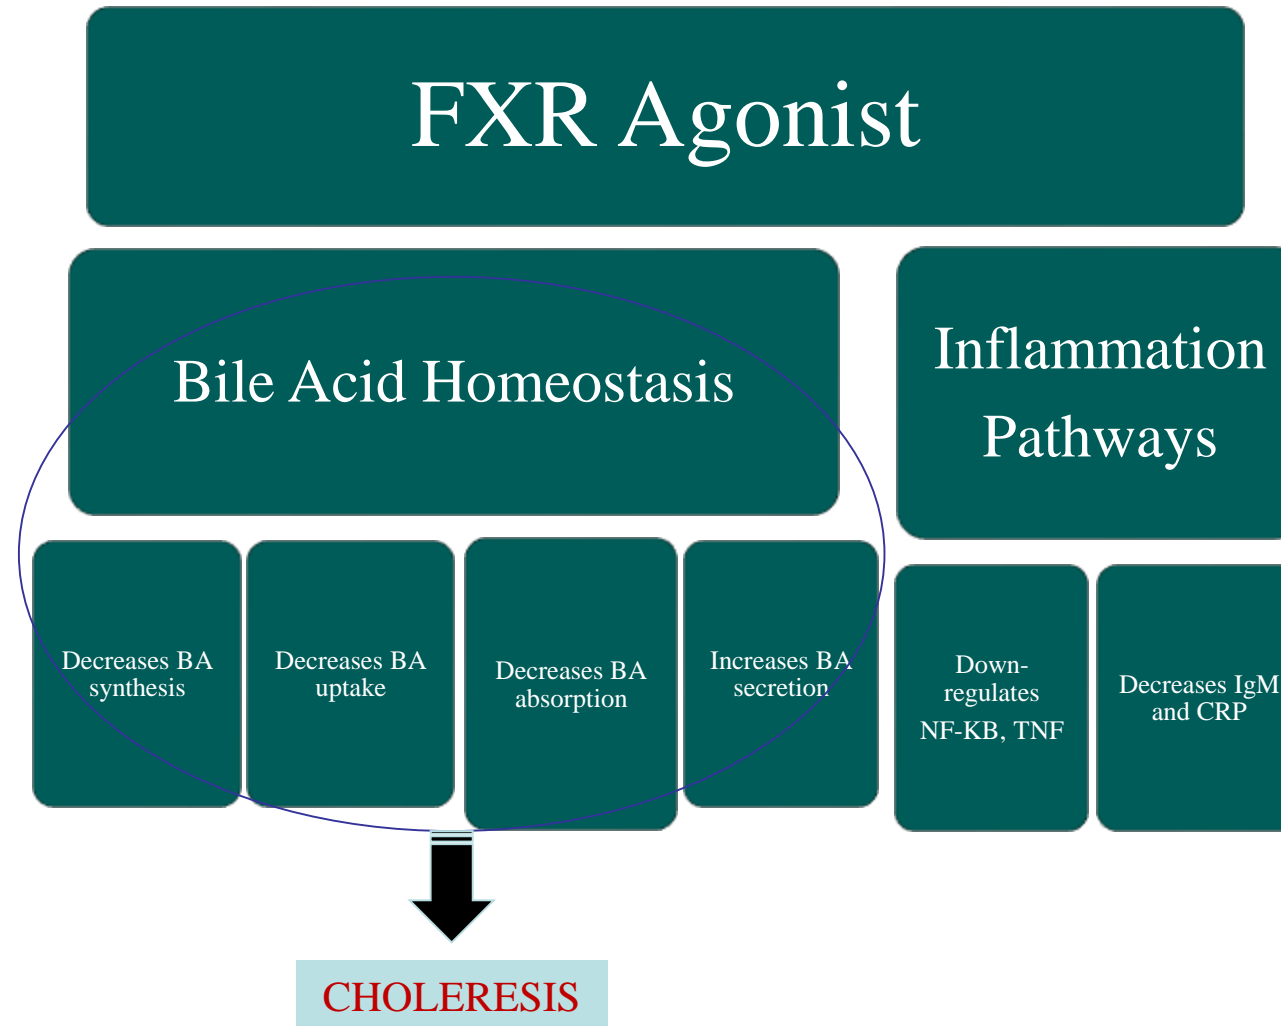 FXR Agonist
Bile Acid Homeostasis
Inflammation
Pathways
Decreases BA
synthesis
Decreases BA
uptake
Decreases BA
absorption
Increases BA
secretion
Down-
regulates
NF-KB, TNF
Decreases IgM
and CRP
CHOLERESIS